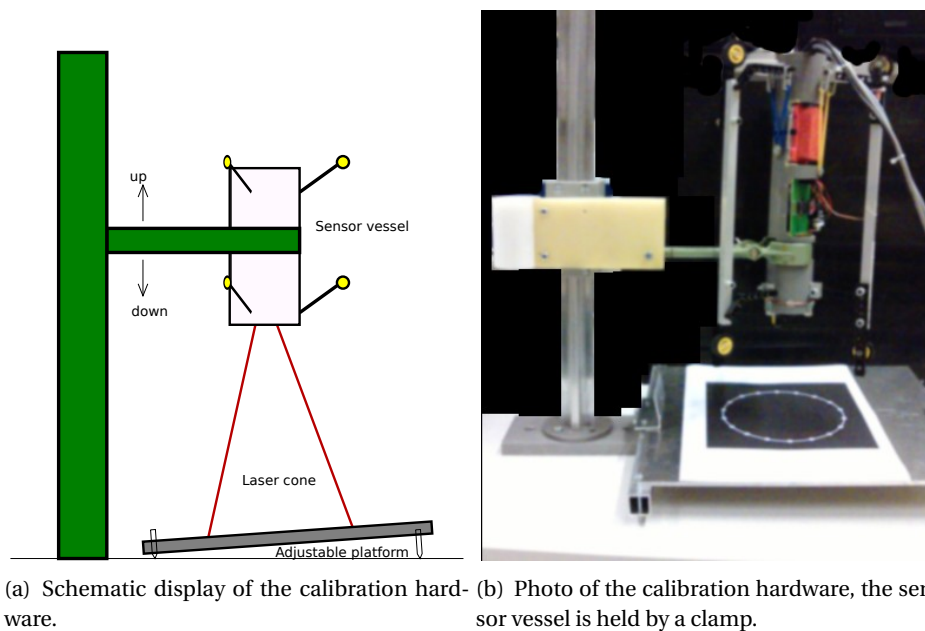 up
Sensor vessel
down
Laser cone
Adjustable platform
(a) Schematic display of the calibration hard-
ware.
(b) Photo of the calibration hardware, the sen
sor vessel is held by a clamp.